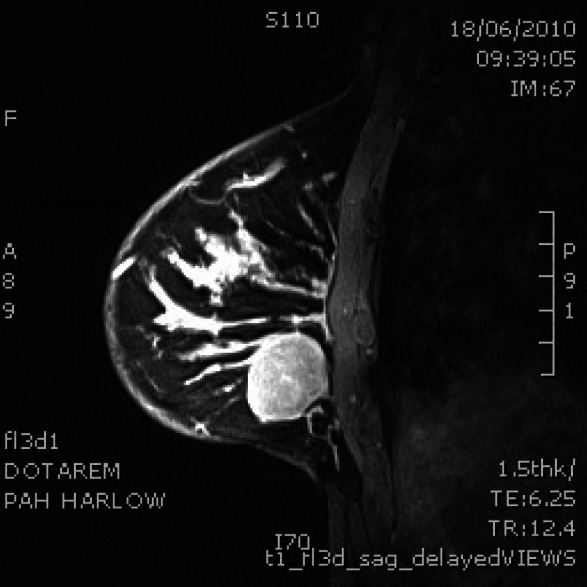 S110
18/06/2010
09:39:05
IM:67
F
A
8
9
P
9
1
fl3d1
DOTAREM
PAH HARLOW
1.5thk/
TE:6.25
TR:12.4
I70
t1_fl3d_sag_delayedVIEWS